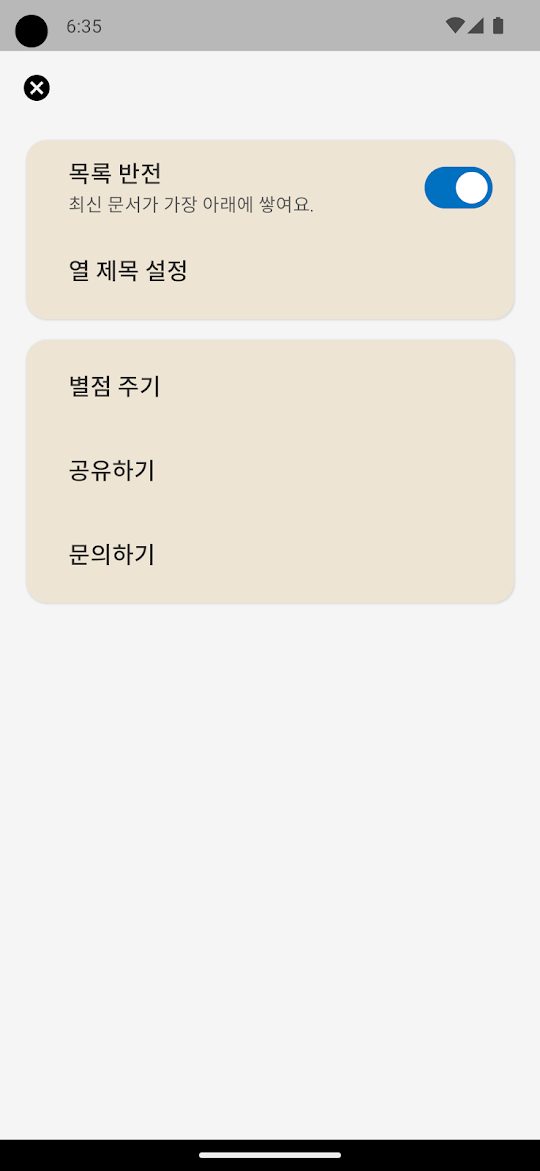 6:35
목록 반전
최신 문서가 가장 아래에 쌓여요.
열 제목 설정
별점 주기
공유하기
문의하기